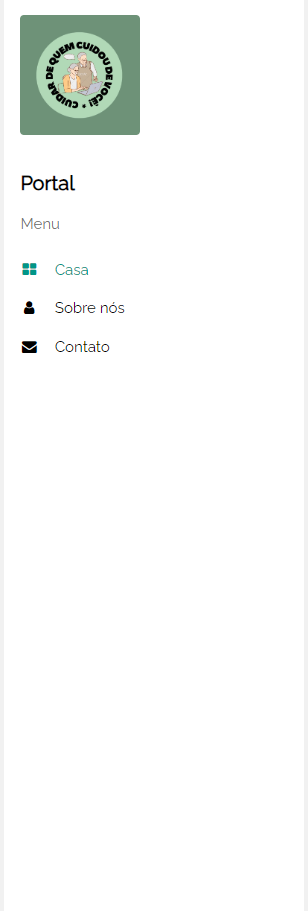 CUIDAR DE QUEM CUIDOU DE VOCÊ! *
Portal
Menu
Casa
Sobre nós
Contato